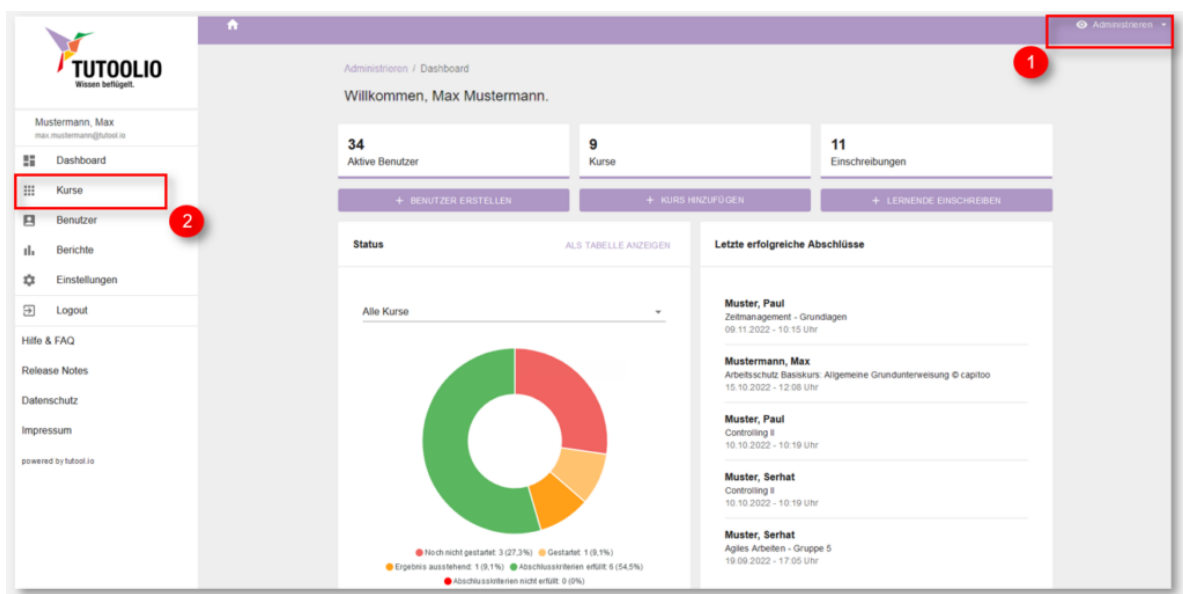 TUTOOLIO
Wissen beflügelt.
Mustermann, Max
max.mustermann@tutool.io
Dashboard
Kurse
Benutzer
Berichte
Einstellungen
Logout
Hilfe & FAQ
Release Notes
Datenschutz
Impressum
powered by tutool.io
Administrieren
1
2
Administrieren / Dashboard
Willkommen, Max Mustermann.
34
Aktive Benutzer
9
Kurse
11
Einschreibungen
+ BENUTZER ERSTELLEN
+ KURS HINZUFÜGEN
+ LERNENDE EINSCHREIBEN
Status
ALS TABELLE ANZEIGEN
Alle Kurse
Noch nicht gestartet: 3 (27,3%) Gestartet: 1 (9,1%)
Ergebnis ausstehend: 1 (9,1%) Abschlusskriterien erfüllt: 6 (54,5%)
Abschlusskriterien nicht erfüllt: 0 (0%)
Letzte erfolgreiche Abschlüsse
Muster, Paul
Zeitmanagement - Grundlagen
09.11.2022 - 10:15 Uhr
Mustermann, Max
Arbeitsschutz Basiskurs: Allgemeine Grundunterweisung © capitoo
15.10.2022 - 12:08 Uhr
Muster, Paul
Controlling II
10.10.2022 - 10:19 Uhr
Muster, Serhat
Controlling II
10.10.2022 - 10:19 Uhr
Muster, Serhat
Agiles Arbeiten - Gruppe 5
19.09.2022 - 17:05 Uhr